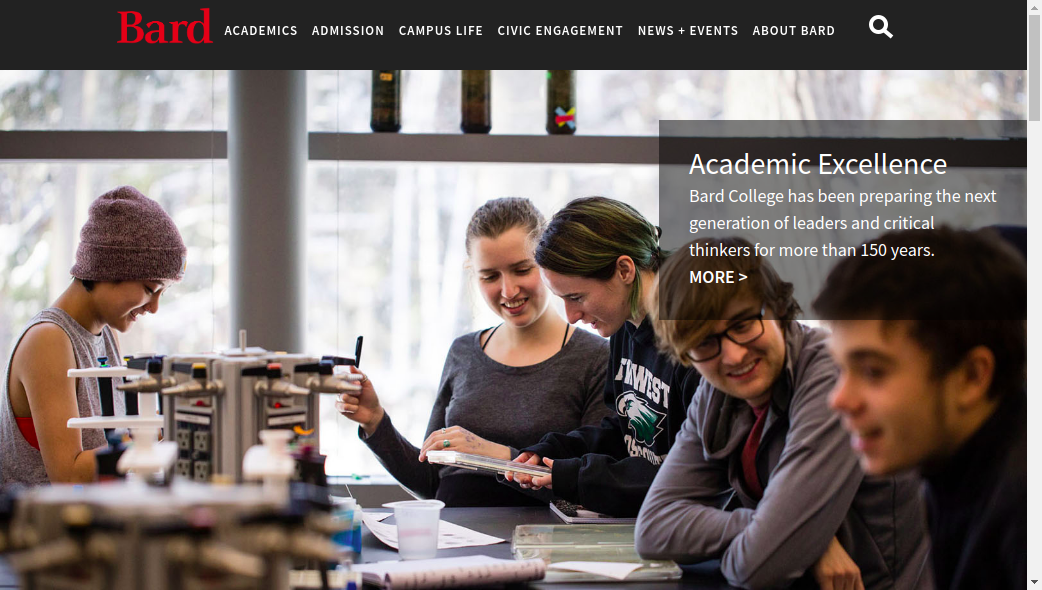 Bard
ACADEMICS ADMISSION CAMPUS LIFE CIVIC ENGAGEMENT NEWS + EVENTS ABOUT BARD
Academic Excellence
Bard College has been preparing the next
generation of leaders and critical
thinkers for more than 150 years.
MORE >